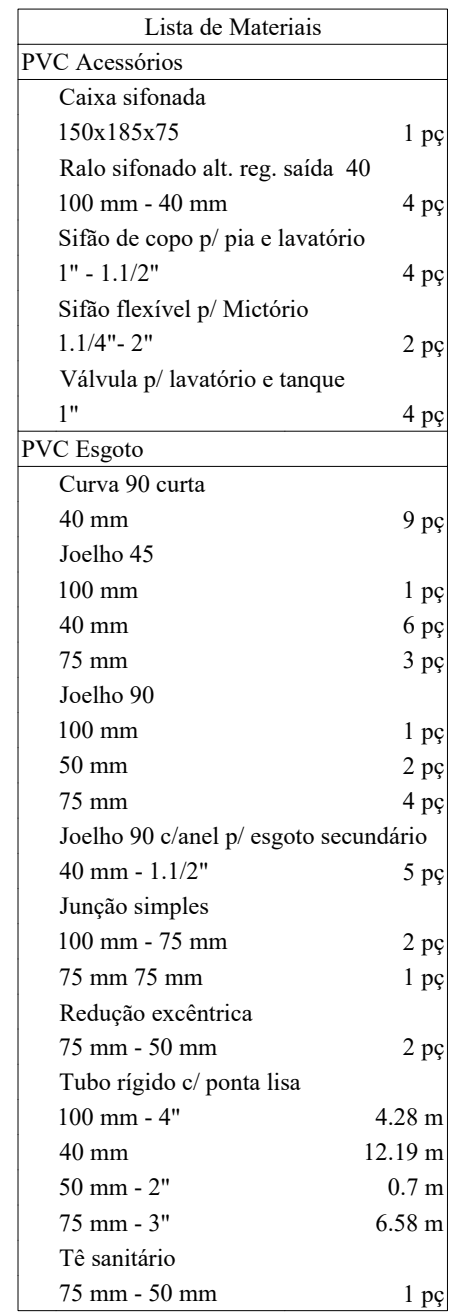 Lista de Materiais
PVC Acessórios
Caixa sifonada
150x185x75 1 pç
Ralo sifonado alt. reg. saída 40
100 mm - 40 mm 4 pç
Sifão de copo p/ pia e lavatório
1" - 1.1/2" 4 pç
Sifão flexível p/ Mictório
1.1/4"- 2" 2 pç
Válvula p/ lavatório e tanque
1" 4 pç
PVC Esgoto
Curva 90 curta
40 mm 9 pç
Joelho 45
100 mm 1 pç
40 mm 6 pç
75 mm 3 pç
Joelho 90
100 mm 1 pç
50 mm 2 pç
75 mm 4 pç
Joelho 90 c/anel p/ esgoto secundário
40 mm - 1.1/2" 5 pç
Junção simples
100 mm - 75 mm 2 pç
75 mm 75 mm 1 pç
Redução excêntrica
75 mm - 50 mm 2 pç
Tubo rígido c/ ponta lisa
100 mm - 4" 4.28 m
40 mm 12.19 m
50 mm - 2" 0.7 m
75 mm - 3" 6.58 m
Tê sanitário
75 mm - 50 mm 1 pç